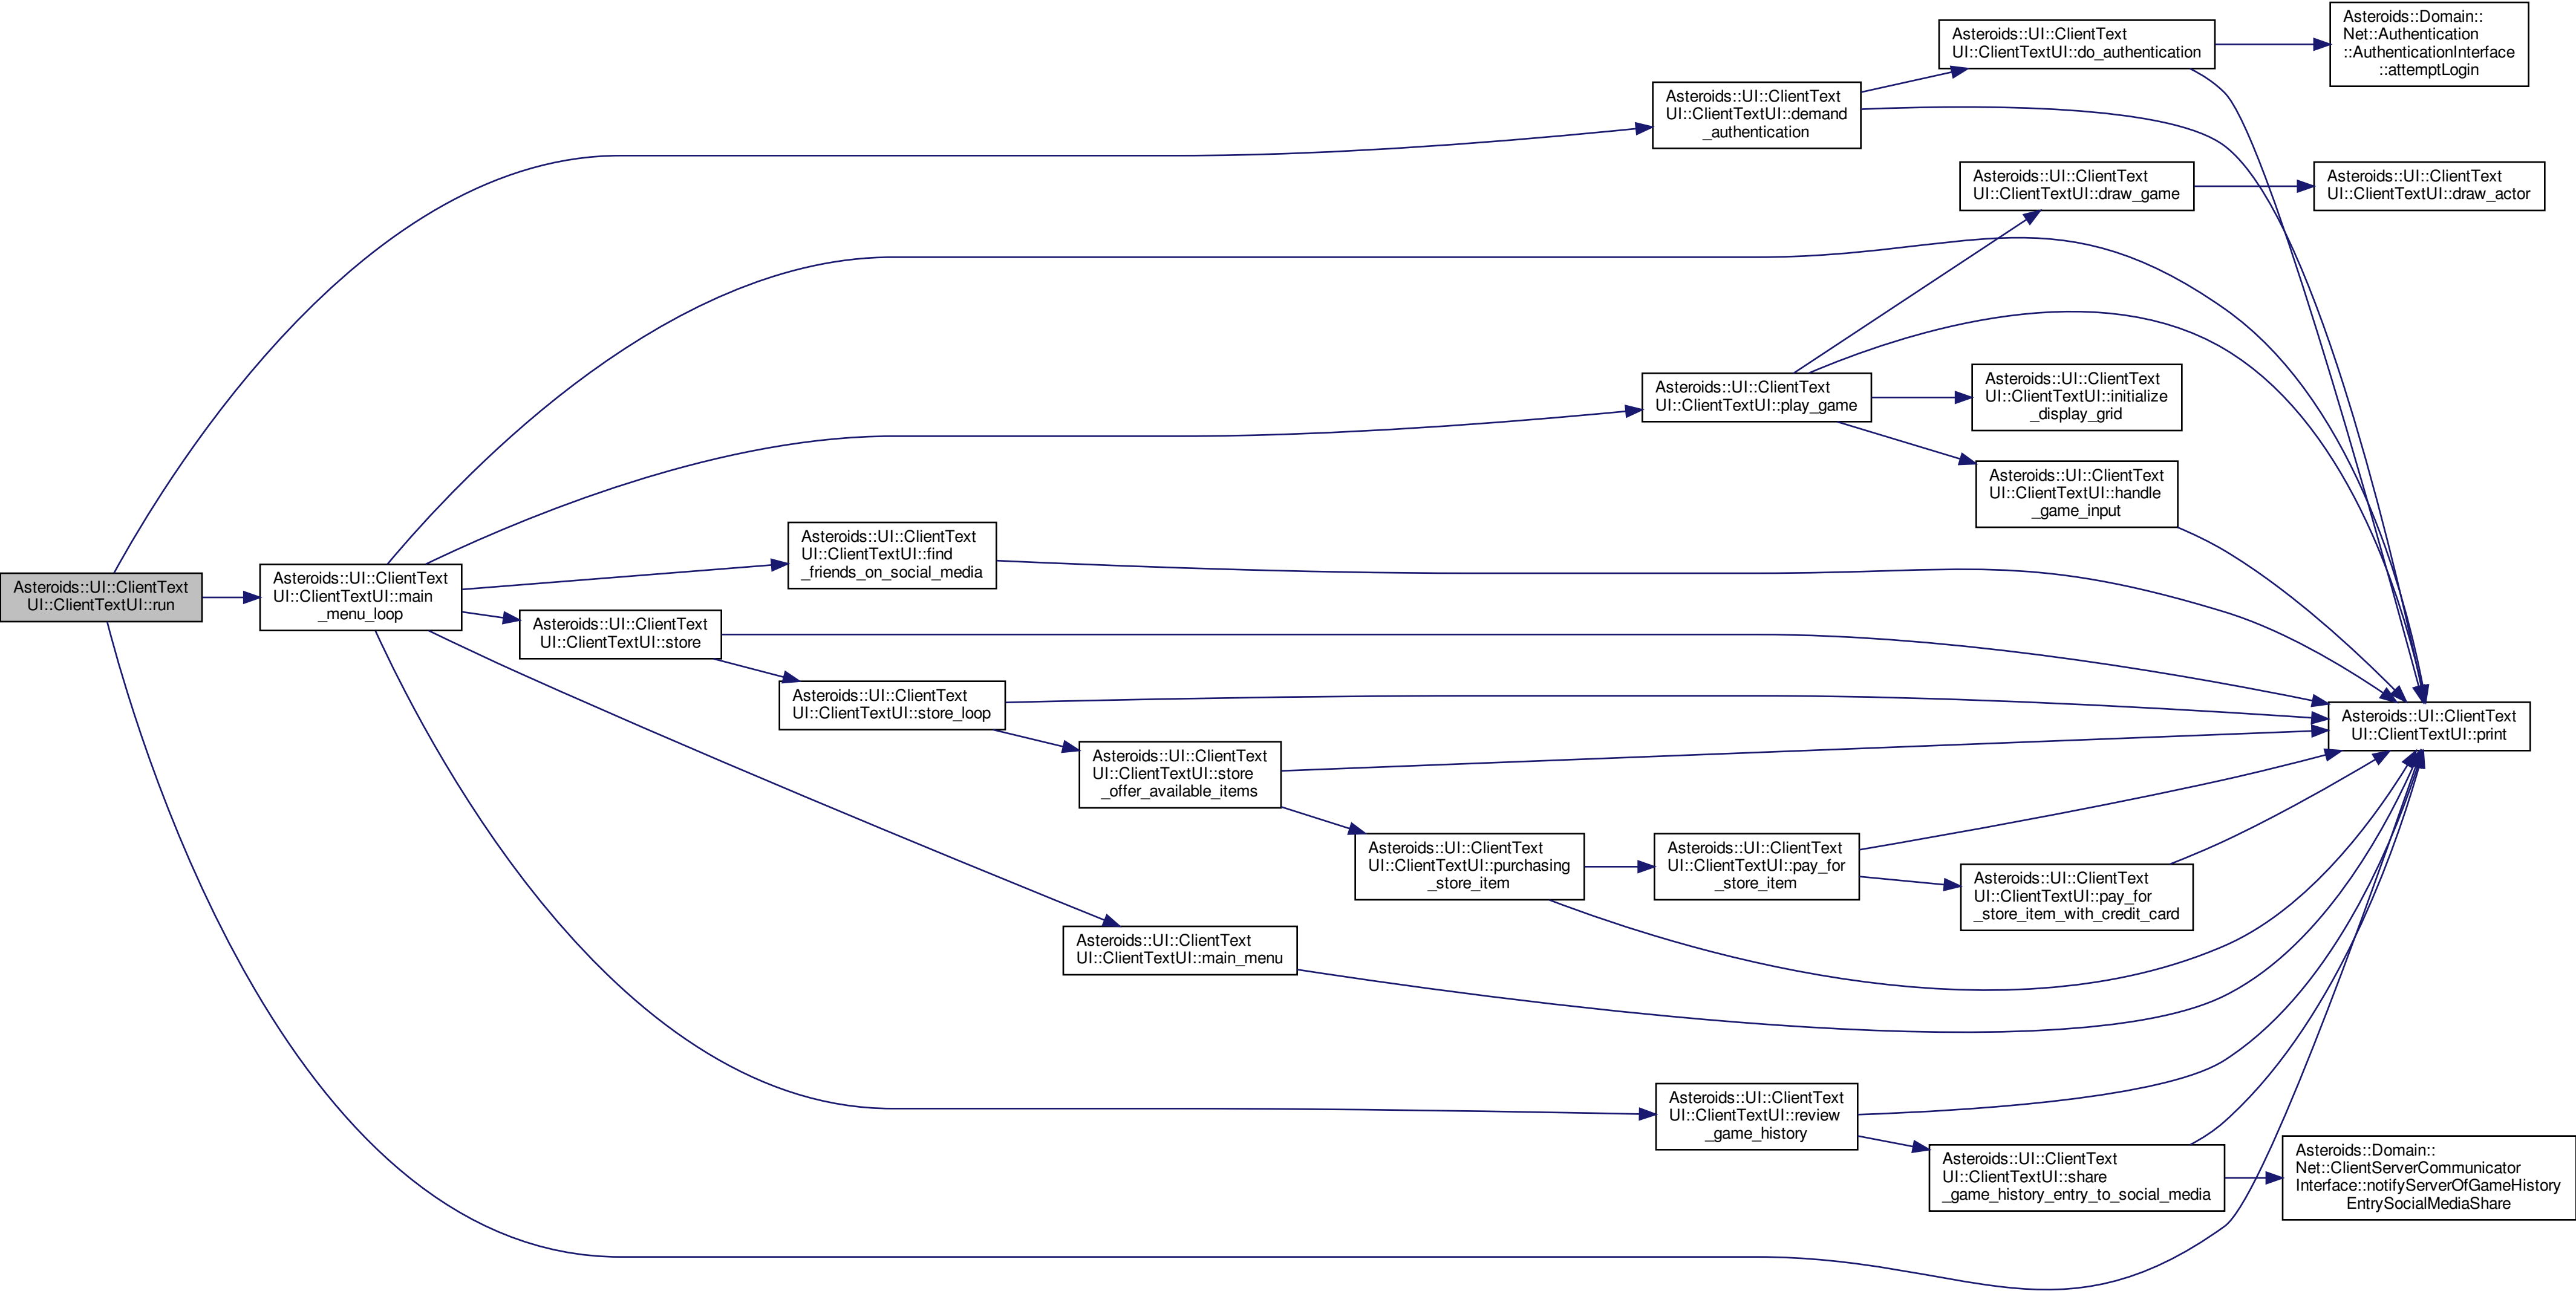 Asteroids::UI::ClientText
UI::ClientTextUI::run
Asteroids::UI::ClientText
UI::ClientTextUI::main
_menu_loop
Asteroids::UI::ClientText
UI::ClientTextUI::find
_friends_on_social_media
Asteroids::UI::ClientText
UI::ClientTextUI::store
Asteroids::UI::ClientText
UI::ClientTextUI::store_loop
Asteroids::UI::ClientText
UI::ClientTextUI::store
_offer_available_items
Asteroids::UI::ClientText
UI::ClientTextUI::main_menu
Asteroids::UI::ClientText
UI::ClientTextUI::purchasing
_store_item
Asteroids::UI::ClientText
UI::ClientTextUI::demand
_authentication
Asteroids::UI::ClientText
UI::ClientTextUI::play_game
Asteroids::UI::ClientText
UI::ClientTextUI::pay_for
_store_item
Asteroids::UI::ClientText
UI::ClientTextUI::review
_game_history
Asteroids::UI::ClientText
UI::ClientTextUI::do_authentication
Asteroids::UI::ClientText
UI::ClientTextUI::draw_game
Asteroids::UI::ClientText
UI::ClientTextUI::initialize
_display_grid
Asteroids::UI::ClientText
UI::ClientTextUI::handle
_game_input
Asteroids::UI::ClientText
UI::ClientTextUI::pay_for
_store_item_with_credit_card
Asteroids::UI::ClientText
UI::ClientTextUI::share
_game_history_entry_to_social_media
Asteroids::Domain::
Net::Authentication
::AuthenticationInterface
::attemptLogin
Asteroids::UI::ClientText
UI::ClientTextUI::draw_actor
Asteroids::UI::ClientText
UI::ClientTextUI::print
Asteroids::Domain::
Net::ClientServerCommunicator
Interface::notifyServerOfGameHistory
EntrySocialMediaShare